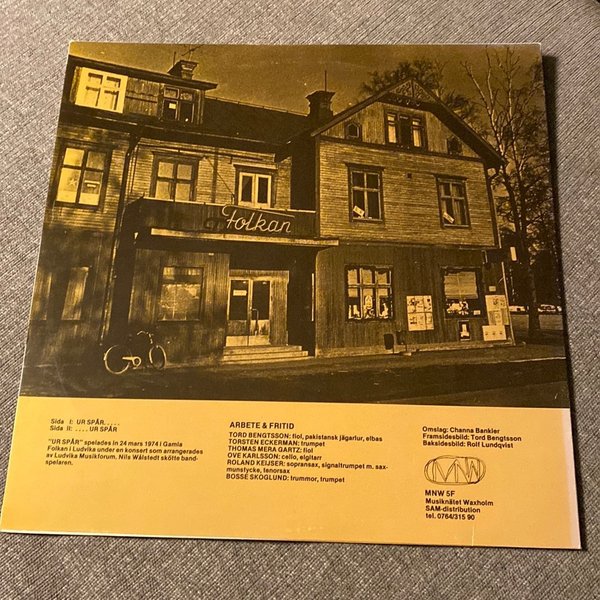 Folkan
Sida I: UR SPÅR.....
Sida II: ....UR SPÅR
"UR SPÅR" spelades in 24 mars 1974 i Gamla
Folkan i Ludvika under en konsert som arrangerades
av Ludvika Musikforum. Nils Wålstedt skötte band-
spelaren.
ARBETE & FRITID
TORD BENGTSSON: fiol, pakistansk jägarlur, elbas
TORSTEN ECKERMAN: trumpet
THOMAS MERA GARTZ: fiol
OVE KARLSSON: cello, elgitarr
ROLAND KEIJSER: sopransax, signaltrumpet m. sax-
munstycke, tenorsax
BOSSE SKOGLUND: trummor, trumpet
Omslag: Channa Bankier
Framsidesbild: Tord Bengtsson
Baksidesbild: Rolf Lundqvist
MNW
MNW 5F
Musiknätet Waxholm
SAM-distribution
tel. 0764/315 90